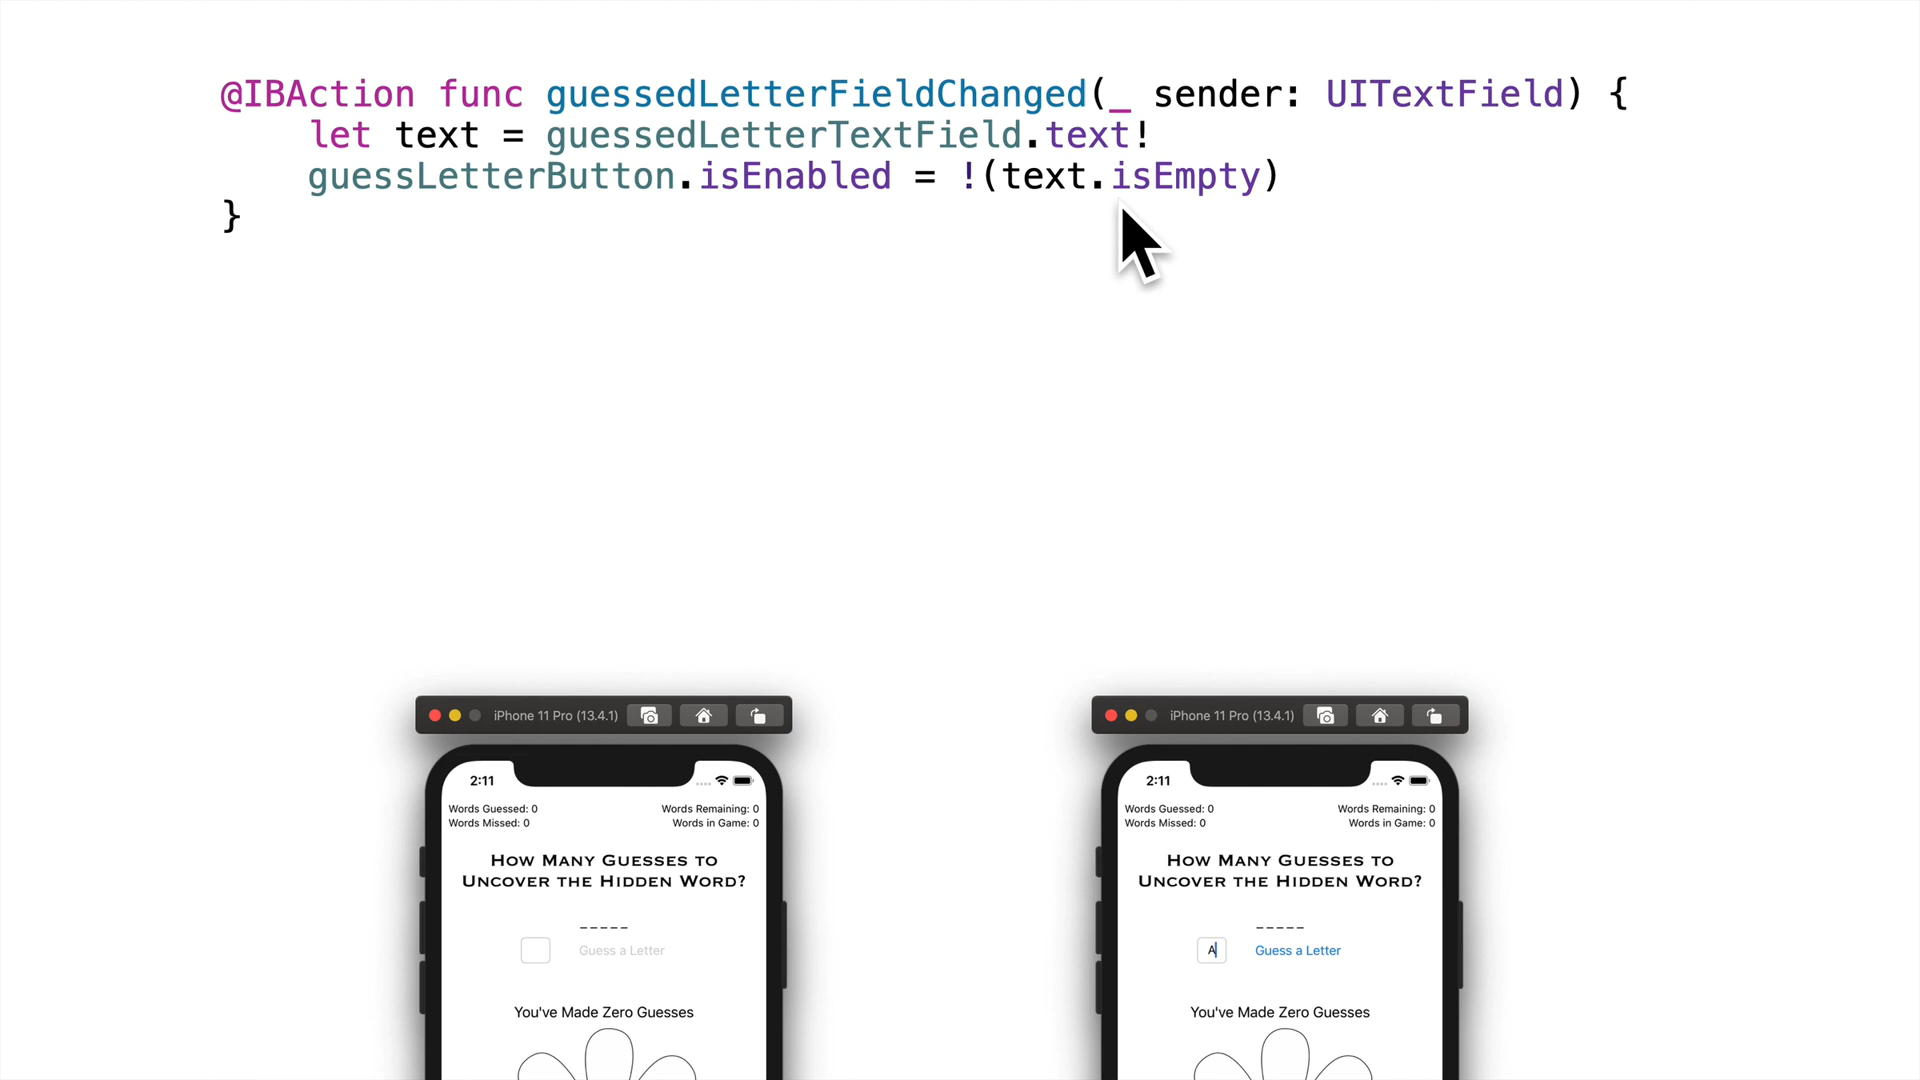 @IBAction func guessedLetterFieldChanged(_ sender: UITextField) {
    let text = guessedLetterTextField.text!
    guessLetterButton.isEnabled = !(text.isEmpty)
}
iPhone 11 Pro (13.4.1)
2:11
Words Guessed: 0 Words Remaining: 0
Words Missed: 0 Words in Game: 0
How Many Guesses to
Uncover the Hidden Word?
_ _ _ _ _
Guess a Letter
You've Made Zero Guesses
iPhone 11 Pro (13.4.1)
2:11
Words Guessed: 0 Words Remaining: 0
Words Missed: 0 Words in Game: 0
How Many Guesses to
Uncover the Hidden Word?
_ _ _ _ _
A Guess a Letter
You've Made Zero Guesses